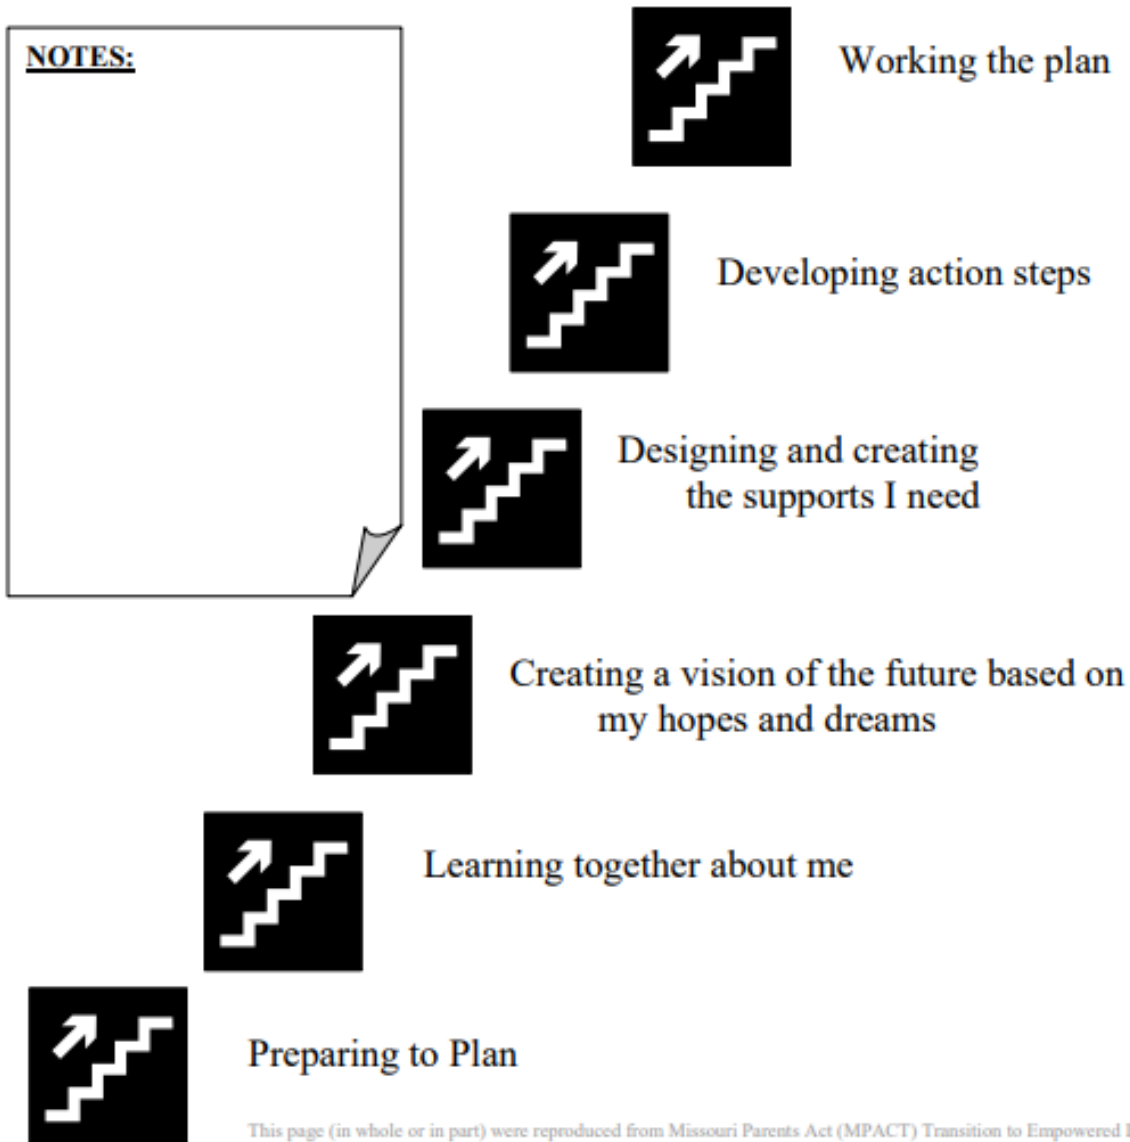 NOTES:
Working the plan
Developing action steps
Designing and creating
the supports I need
Creating a vision of the future based on
my hopes and dreams
Learning together about me
Preparing to Plan
This page (in whole or in part) were reproduced from Missouri Parents Act (MPACT) Transition to Empowered